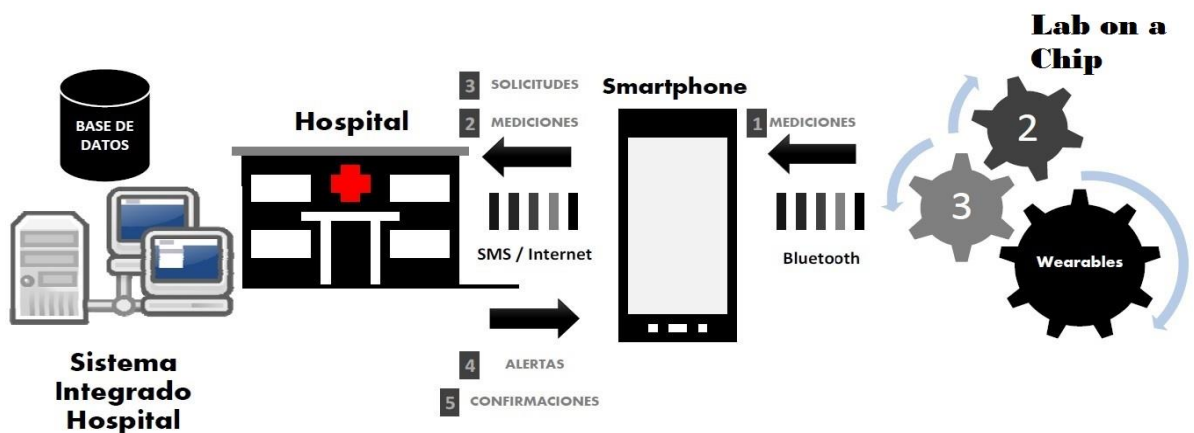 Lab on a
Chip
3 SOLICITUDES
Smartphone
BASE DE
DATOS
Hospital
2 MEDICIONES
1 MEDICIONES
2
3
SMS / Internet
Bluetooth
Wearables
Sistema
Integrado
Hospital
4 ALERTAS
5 CONFIRMACIONES